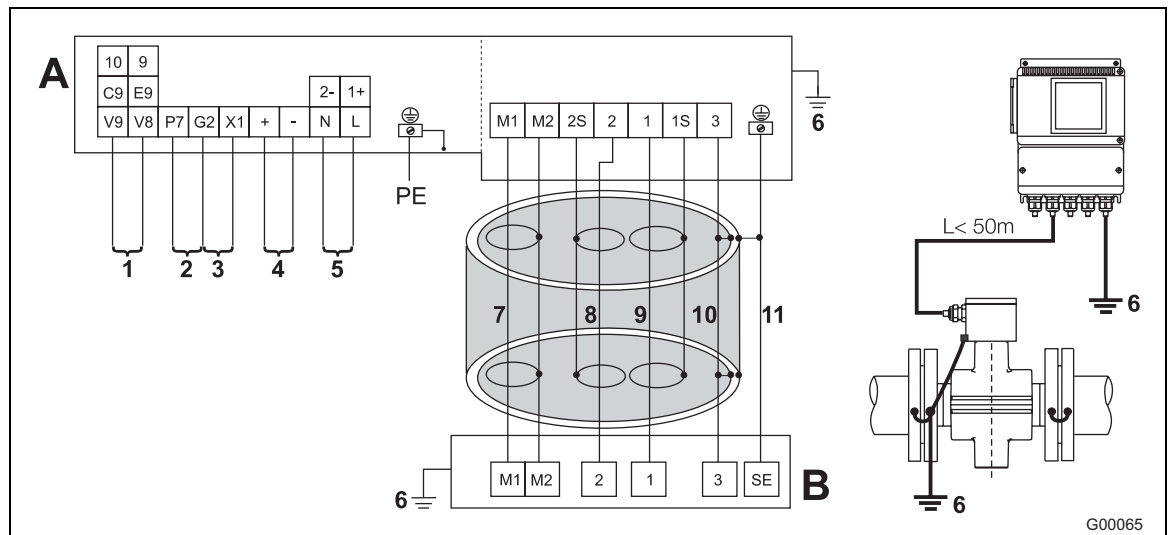 A
10 9
C9 E9 2- 1+
V9 V8 P7 G2 X1 + - N L
M1 M2 2S 2 1 1S 3
6
PE
1 2 3 4 5
7 8 9 10 11
6
M1 M2 2 1 3 SE
B
L< 50m
6
6
G00065